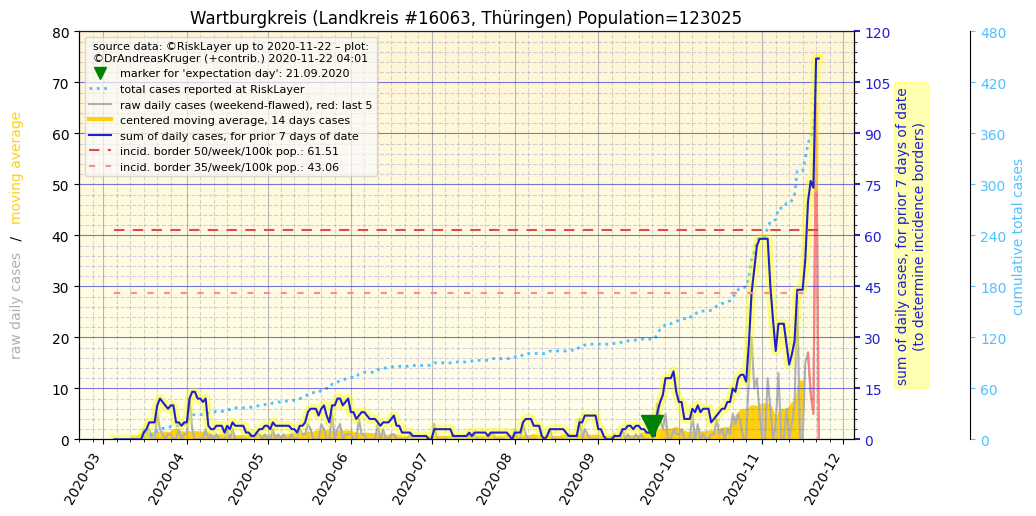 Wartburgkreis (Landkreis #16063, Thüringen) Population=123025
source data: ©RiskLayer up to 2020-11-22 – plot:
©DrAndreasKruger (+contrib.) 2020-11-22 04:01
marker for 'expectation day': 21.09.2020
total cases reported at RiskLayer
raw daily cases (weekend-flawed), red: last 5
centered moving average, 14 days cases
sum of daily cases, for prior 7 days of date
incid. border 50/week/100k pop.: 61.51
incid. border 35/week/100k pop.: 43.06
raw daily cases / moving average
80
70
60
50
40
30
20
10
0
120
105
90
75
60
45
30
15
0
sum of daily cases, for prior 7 days of date
(to determine incidence borders)
480
420
360
300
240
180
120
60
0
cumulative total cases
2020-03
2020-04
2020-05
2020-06
2020-07
2020-08
2020-09
2020-10
2020-11
2020-12